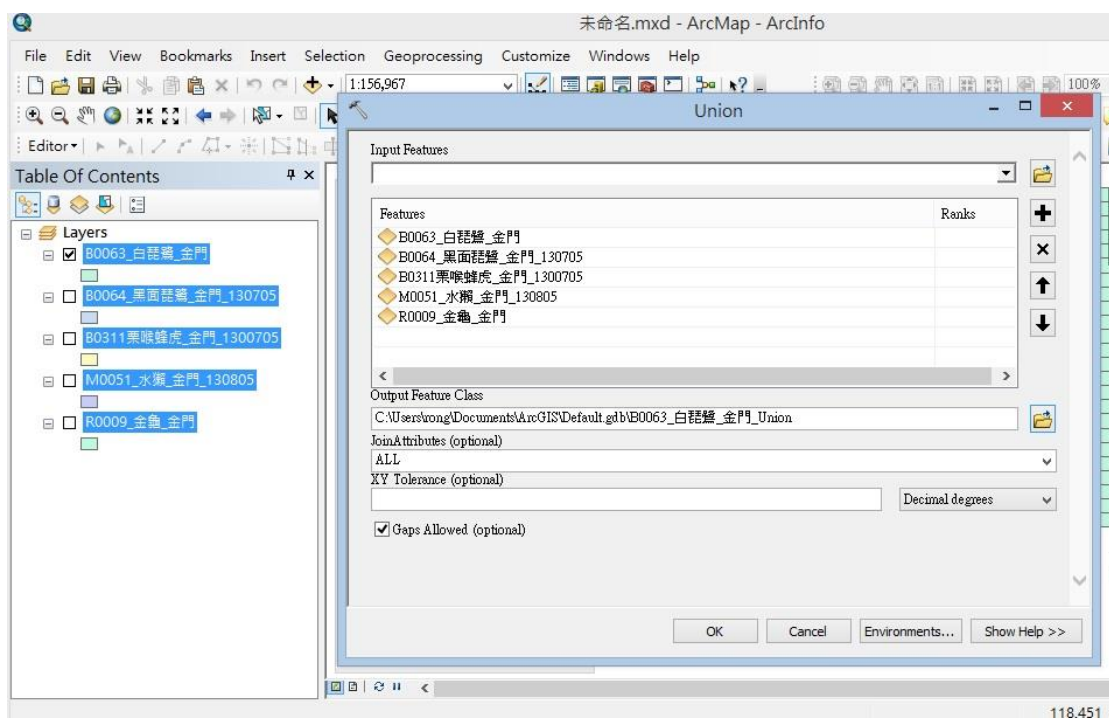 未命名.mxd - ArcMap - ArcInfo
File Edit View Bookmarks Insert Selection Geoprocessing Customize Windows Help
1:156,967
100%
Editor
Table Of Contents
Layers
B0063_白琵鷺_金門
B0064_黑面琵鷺_金門_130705
B0311栗喉蜂虎_金門_1300705
M0051_水獺_金門_130805
R0009_金龜_金門
Union
Input Features
Features Ranks
B0063_白琵鷺_金門
B0064_黑面琵鷺_金門_130705
B0311栗喉蜂虎_金門_1300705
M0051_水獺_金門_130805
R0009_金龜_金門
Output Feature Class
C:\Users\rong\Documents\ArcGIS\Default.gdb\B0063_白琵鷺_金門_Union
JoinAttributes (optional)
ALL
XY Tolerance (optional)
Decimal degrees
Gaps Allowed (optional)
OK Cancel Environments... Show Help >>
118.451